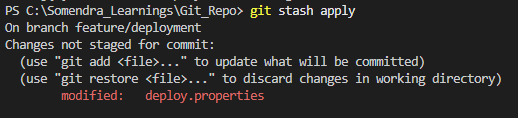 PS C:\Somendra_Learnings\Git_Repo> git stash apply
On branch feature/deployment
Changes not staged for commit:
  (use "git add <file>..." to update what will be committed)
  (use "git restore <file>..." to discard changes in working directory)
        modified:   deploy.properties